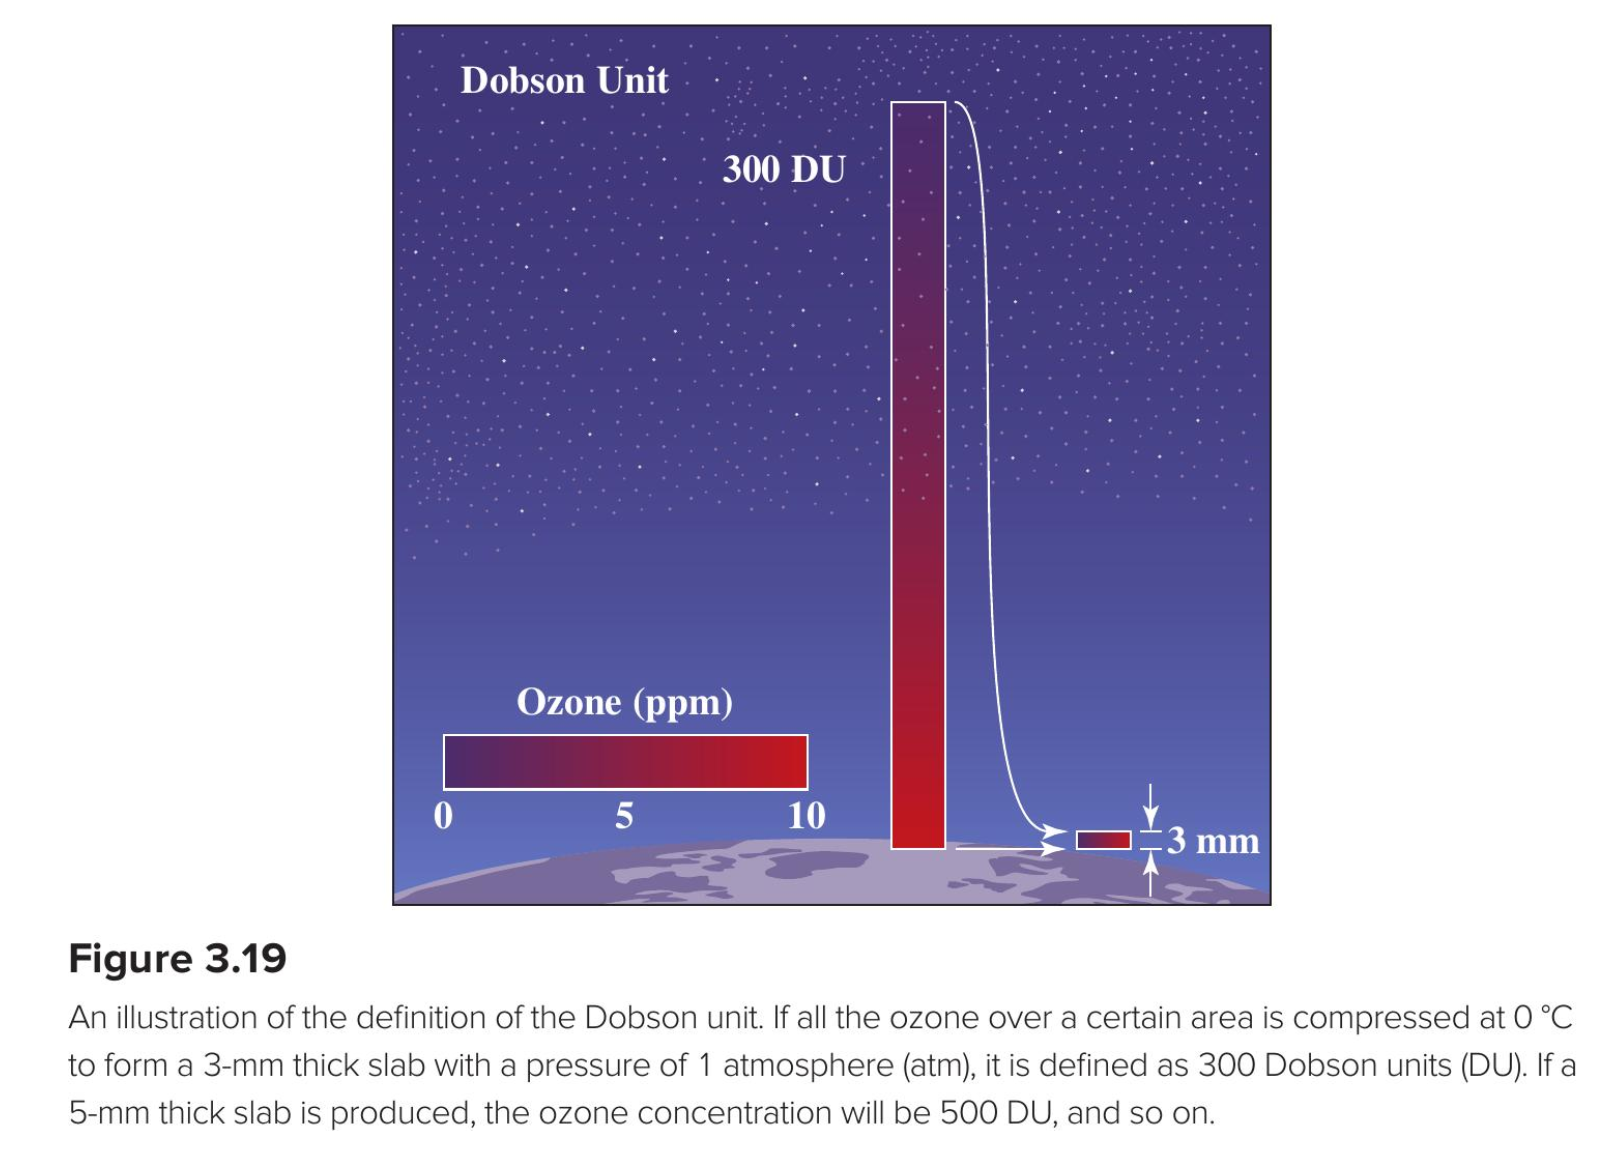 Dobson Unit
300 DU
Ozone (ppm)
0 5 10
3 mm
Figure 3.19
An illustration of the definition of the Dobson unit. If all the ozone over a certain area is compressed at 0 °C
to form a 3-mm thick slab with a pressure of 1 atmosphere (atm), it is defined as 300 Dobson units (DU). If a
5-mm thick slab is produced, the ozone concentration will be 500 DU, and so on.